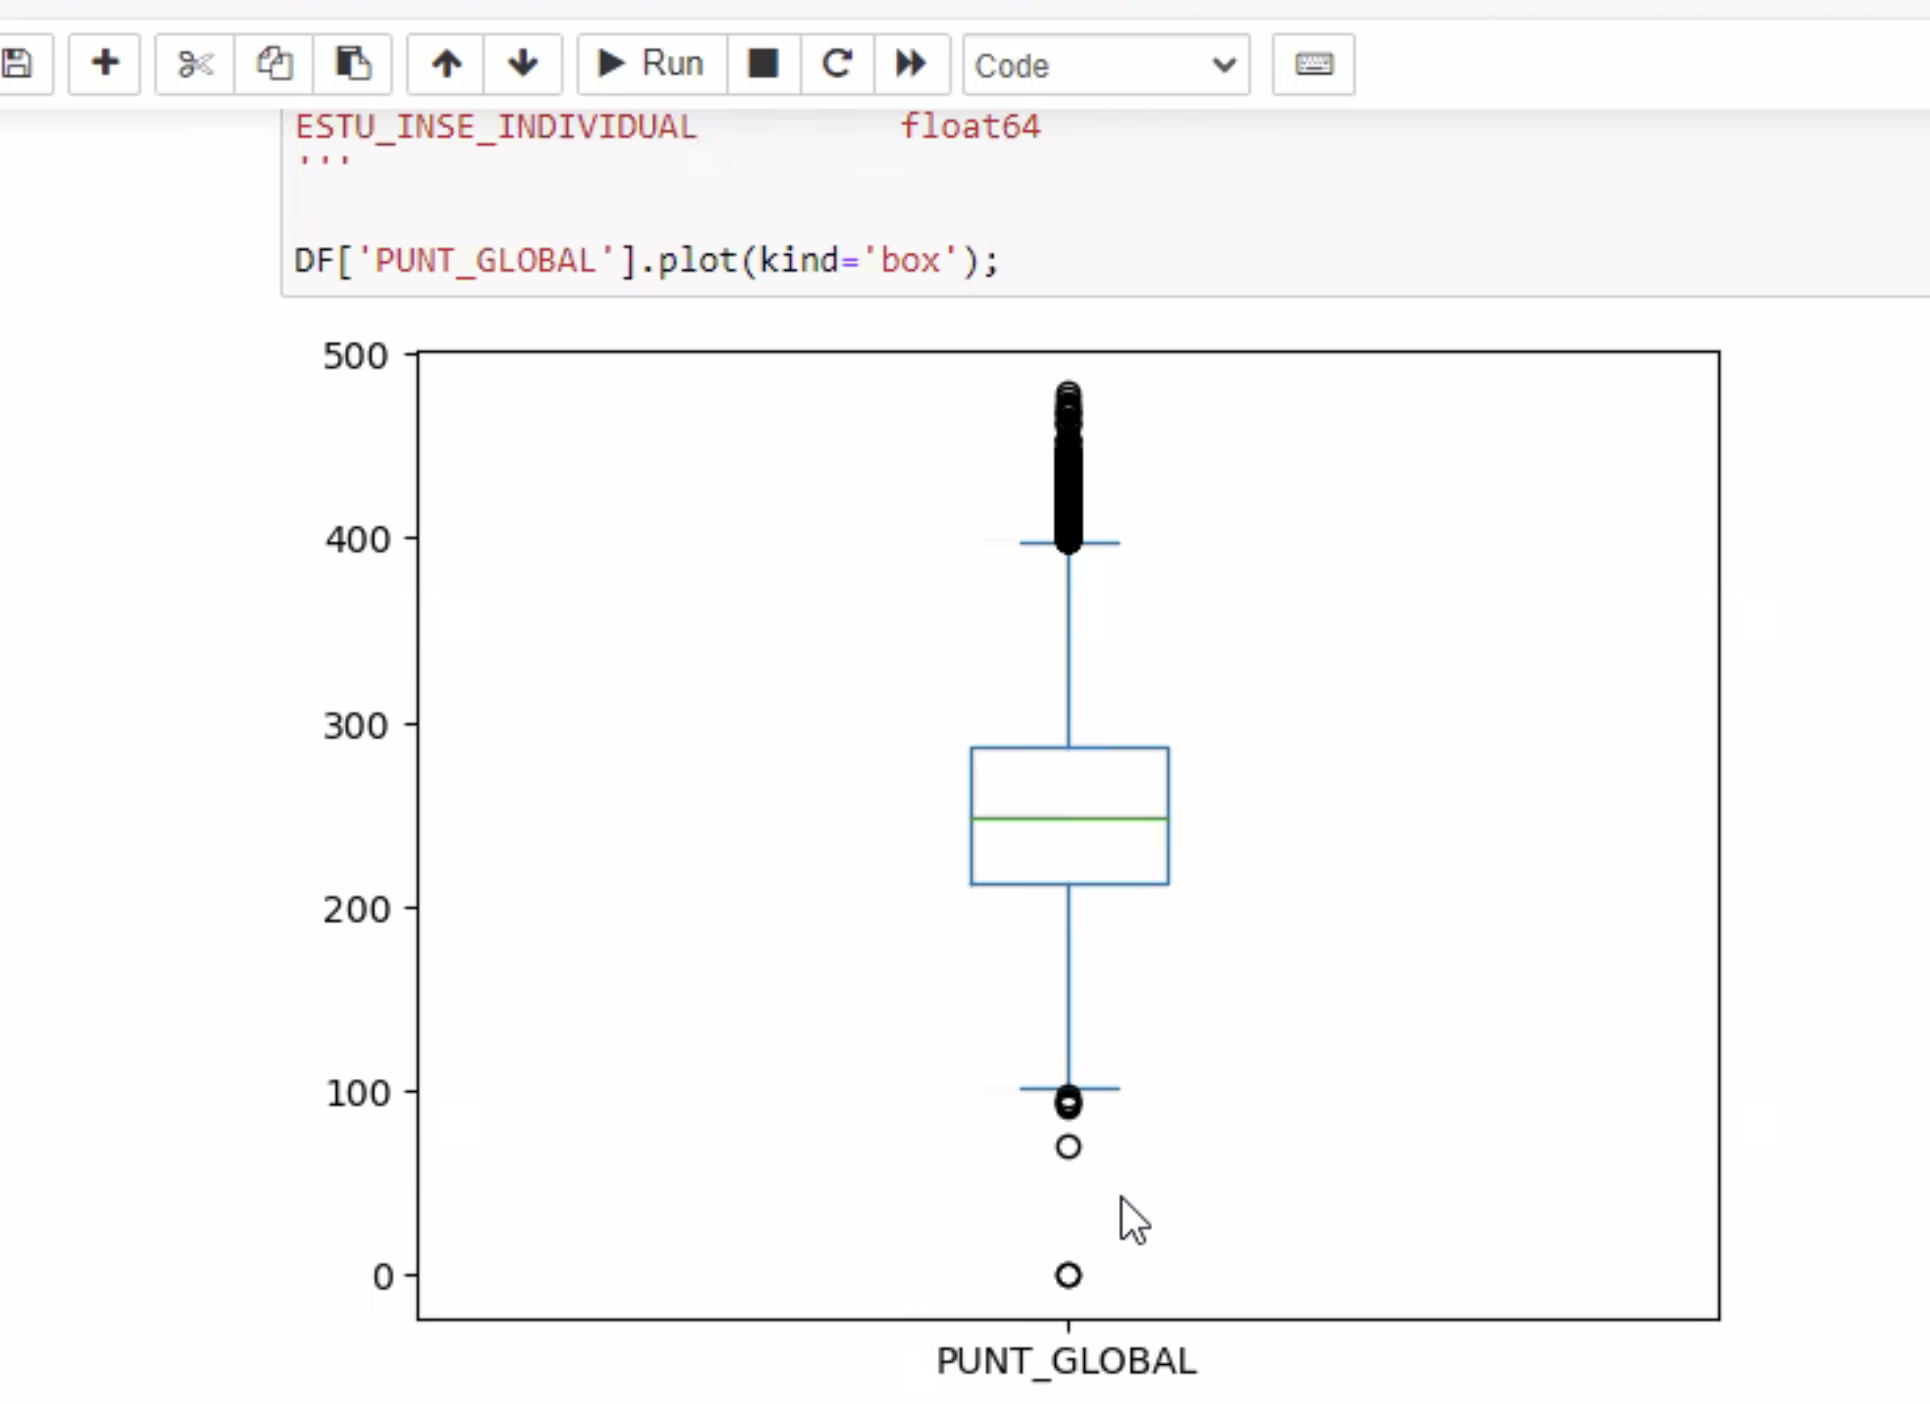 Run
Code
ESTU_INSE_INDIVIDUAL float64
'''
DF['PUNT_GLOBAL'].plot(kind='box');
500
400
300
200
100
0
PUNT_GLOBAL